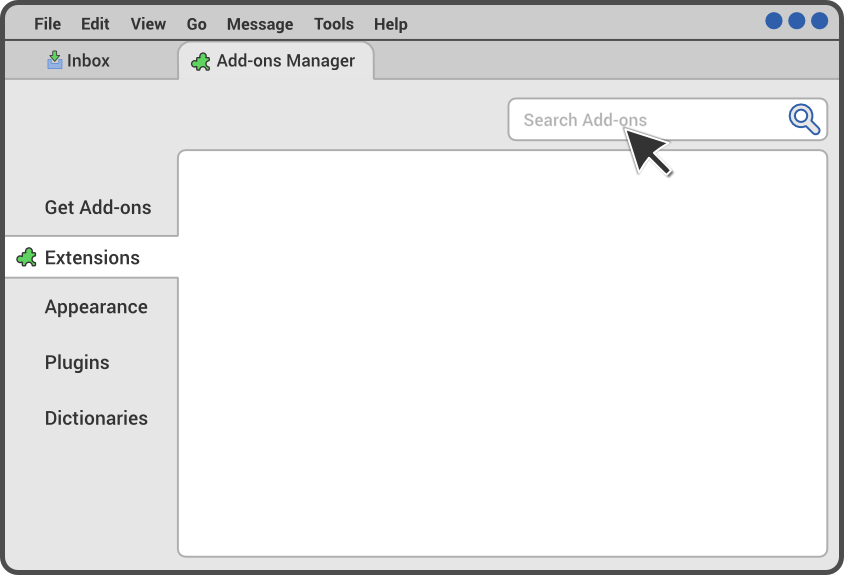 File Edit View Go Message Tools Help
Inbox Add-ons Manager
Search Add-ons
Get Add-ons
Extensions
Appearance
Plugins
Dictionaries